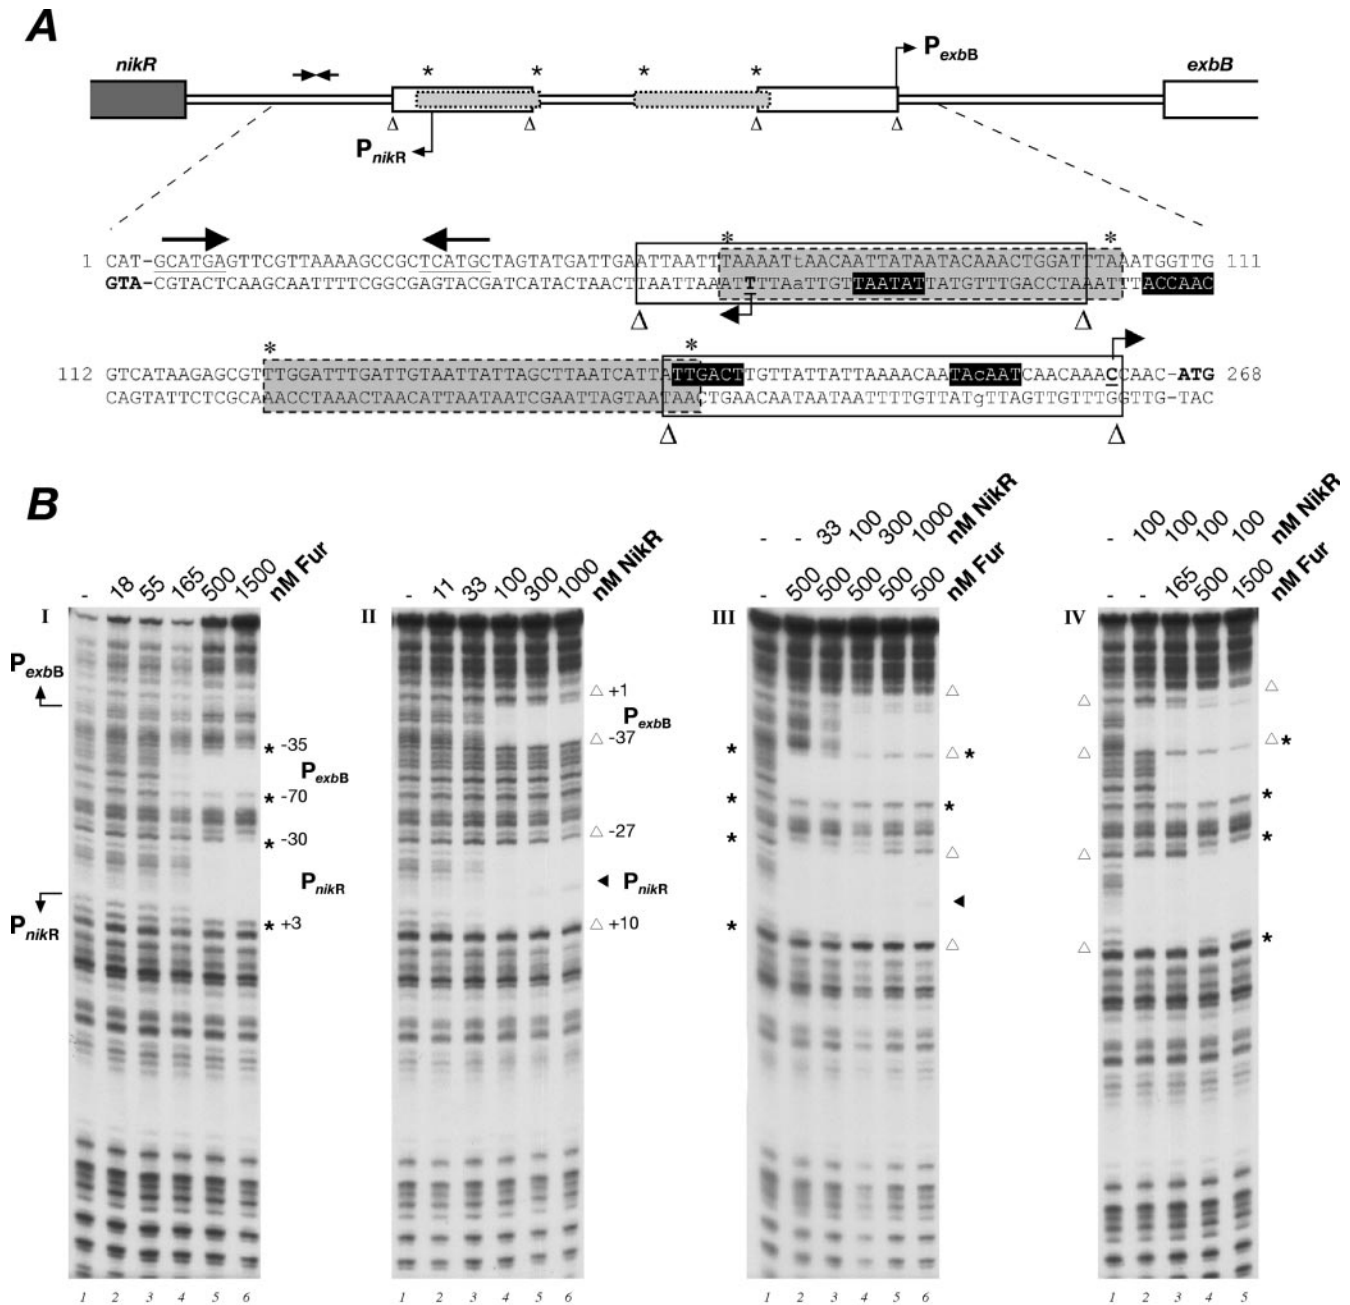 A
nikR
* * * *
P exbB
exbB
Δ Δ Δ Δ
P nikR
* *
1 CAT-GCATGAGTTCGTTAAAAGCCGCTCATGCTAGTATGATTGAATTAATTTAAAATtAACAATTATAATACAAACTGGATTTAAATGGTTG 111
GTA-CGTACTCAAGCAATTTTCGGCGAGTACGATCATACTAACTTAATTAAATTTTAaTTGTTAATATTATGTTTGACCTAAATTTACCAAC
Δ Δ
* *
112 GTCATAAGAGCGTTTGGATTTGATTGTAATTATTAGCTTAATCATTATTGACTTGTTATTATTAAAACAATAcAATCAACAAACCAAC-ATG 268
CAGTATTCTCGCAAACCTAAACTAACATTAATAATCGAATTAGTAATAACTGAACAATAATAATTTTGTTATgTTAGTTGTTTGGTTG-TAC
Δ Δ
B
I
- 18 55 165 500 1500 nM Fur
P exbB
* -35
P exbB
* -70
* -30
P nikR
P nikR
* +3
1 2 3 4 5 6
II
- 11 33 100 300 1000 nM NikR
Δ +1
P exbB
Δ -37
Δ -27
P nikR
Δ +10
1 2 3 4 5 6
III
- - 33 100 300 1000 nM NikR
- 500 500 500 500 500 nM Fur
Δ
* Δ *
* *
* Δ
* Δ
1 2 3 4 5 6
IV
- 100 100 100 100 nM NikR
- - 165 500 1500 nM Fur
Δ Δ
Δ Δ *
*
Δ *
Δ *
1 2 3 4 5